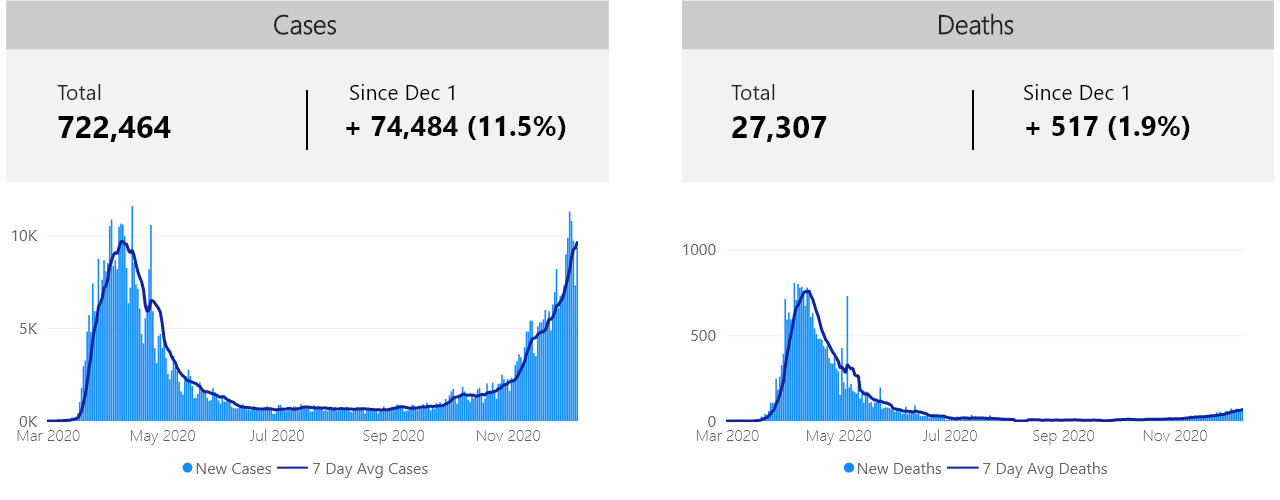 Cases
Total
722,464
Since Dec 1
+ 74,484 (11.5%)
10K
5K
0K
Mar 2020 May 2020 Jul 2020 Sep 2020 Nov 2020
New Cases 7 Day Avg Cases
Deaths
Total
27,307
Since Dec 1
+ 517 (1.9%)
1000
500
0
Mar 2020 May 2020 Jul 2020 Sep 2020 Nov 2020
New Deaths 7 Day Avg Deaths